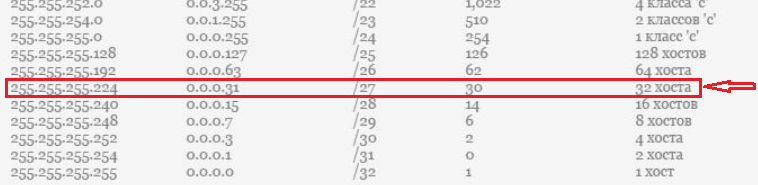 255.255.252.0 0.0.3.255 /22 1,022 4 класса 'c'
255.255.254.0 0.0.1.255 /23 510 2 классов 'c'
255.255.255.0 0.0.0.255 /24 254 1 класс 'c'
255.255.255.128 0.0.0.127 /25 126 128 хостов
255.255.255.192 0.0.0.63 /26 62 64 хоста
255.255.255.224 0.0.0.31 /27 30 32 хоста
255.255.255.240 0.0.0.15 /28 14 16 хостов
255.255.255.248 0.0.0.7 /29 6 8 хостов
255.255.255.252 0.0.0.3 /30 2 4 хоста
255.255.255.254 0.0.0.1 /31 0 2 хоста
255.255.255.255 0.0.0.0 /32 1 1 хост